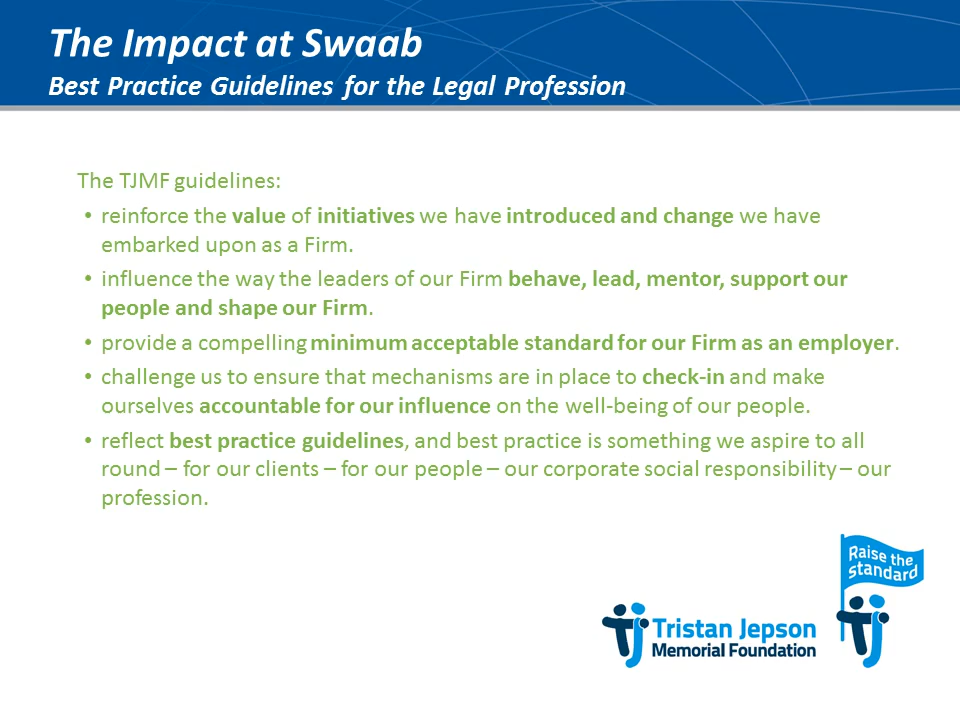 The Impact at Swaab
Best Practice Guidelines for the Legal Profession
The TJMF guidelines:
• reinforce the value of initiatives we have introduced and change we have
embarked upon as a Firm.
• influence the way the leaders of our Firm behave, lead, mentor, support our
people and shape our Firm.
• provide a compelling minimum acceptable standard for our Firm as an employer.
• challenge us to ensure that mechanisms are in place to check-in and make
ourselves accountable for our influence on the well-being of our people.
• reflect best practice guidelines, and best practice is something we aspire to all
round – for our clients – for our people – our corporate social responsibility – our
profession.
Raise the
standard
Tristan Jepson
Memorial Foundation